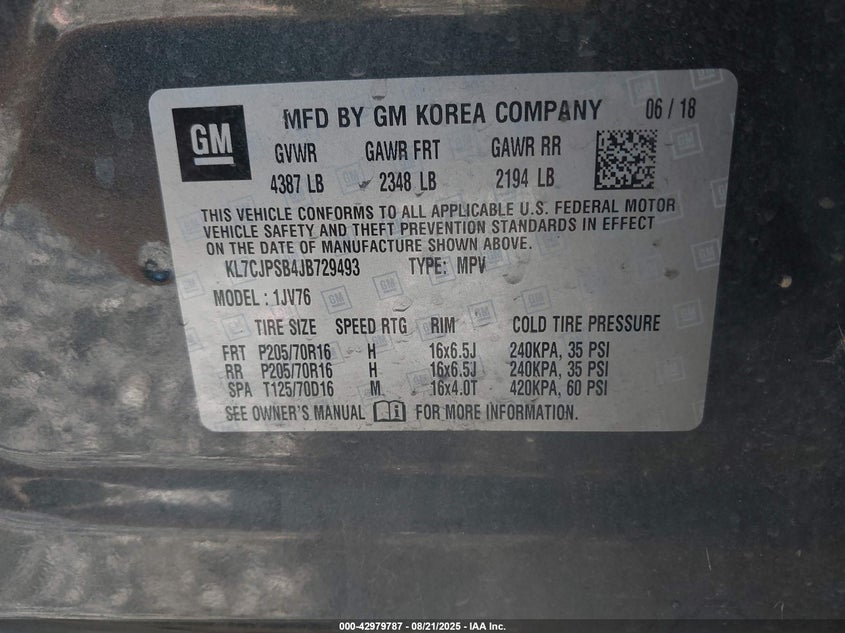 GM MFD BY GM KOREA COMPANY 06 / 18
GVWR GAWR FRT GAWR RR
4387 LB 2348 LB 2194 LB
THIS VEHICLE CONFORMS TO ALL APPLICABLE U.S. FEDERAL MOTOR
VEHICLE SAFETY AND THEFT PREVENTION STANDARDS IN EFFECT
ON THE DATE OF MANUFACTURE SHOWN ABOVE.
KL7CJPSB4JB729493 TYPE: MPV
MODEL : 1JV76
TIRE SIZE SPEED RTG RIM COLD TIRE PRESSURE
FRT P205/70R16 H 16x6.5J 240KPA, 35 PSI
RR P205/70R16 H 16x6.5J 240KPA, 35 PSI
SPA T125/70D16 M 16x4.0T 420KPA, 60 PSI
SEE OWNER'S MANUAL FOR MORE INFORMATION.
000-42979787 - 08/21/2025 - IAA Inc.